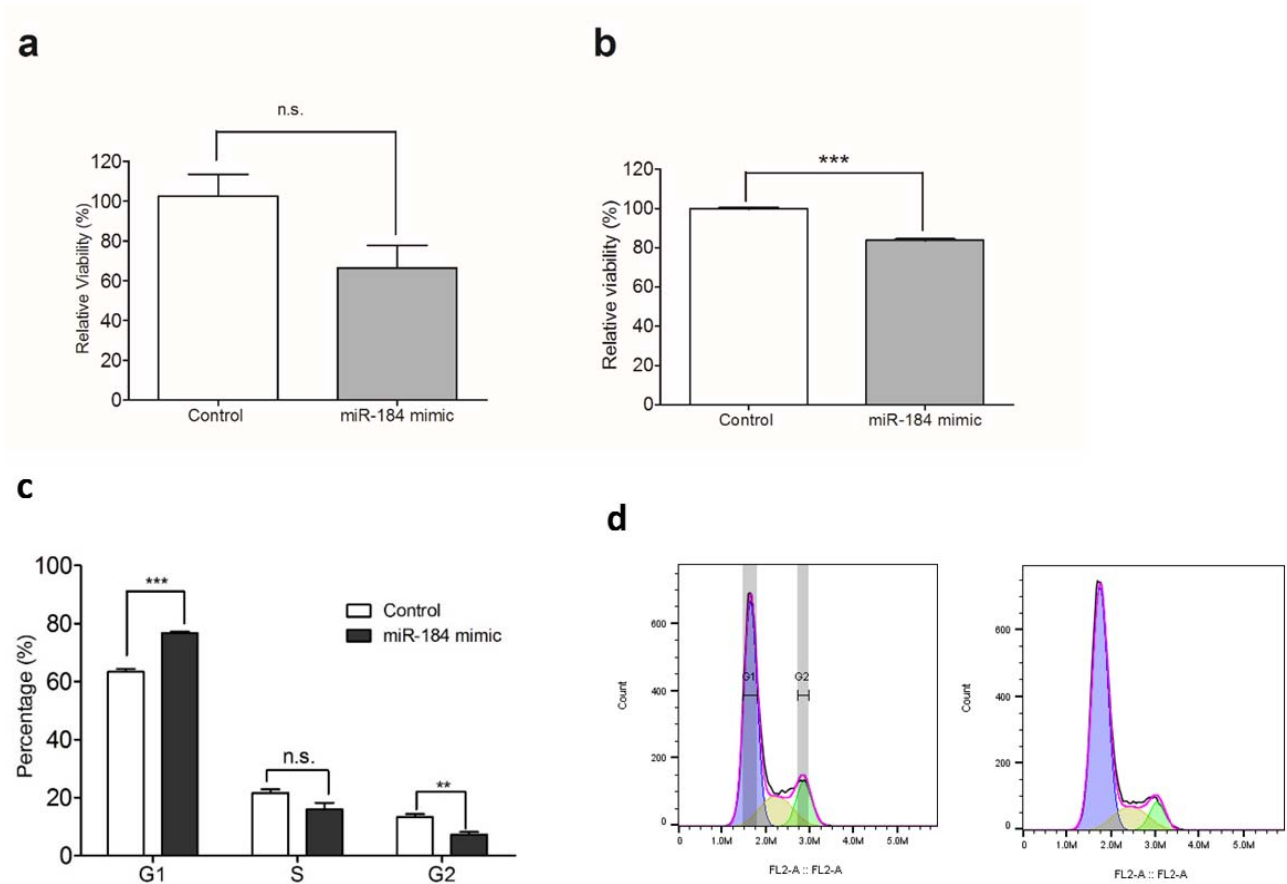 a
n.s.
120
100
80
60
40
20
0
Relative Viability (%)
Control miR-184 mimic
b
***
120
100
80
60
40
20
0
Relative viability (%)
Control miR-184 mimic
c
100
80
60
40
20
0
Percentage (%)
***
n.s.
**
Control
miR-184 mimic
G1 S G2
d
600
400
200
0
Count
G1 G2
0 1.0M 2.0M 3.0M 4.0M 5.0M
FL2-A :: FL2-A
600
400
200
0
Count
0 1.0M 2.0M 3.0M 4.0M 5.0M
FL2-A :: FL2-A